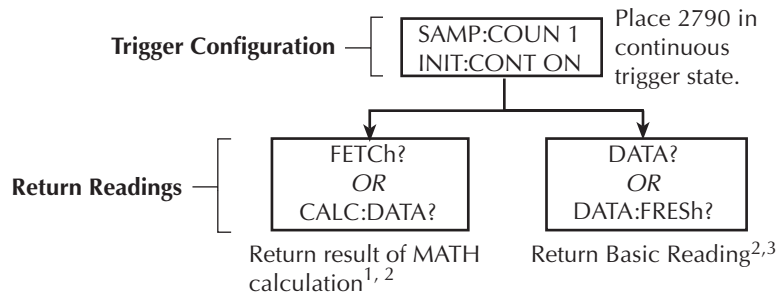 Trigger Configuration
SAMP:COUN 1
INIT:CONT ON
Place 2790 in
continuous
trigger state.
Return Readings
FETCh?
OR
CALC:DATA?
Return result of MATH
calculation1, 2
DATA?
OR
DATA:FRESh?
Return Basic Reading2,3